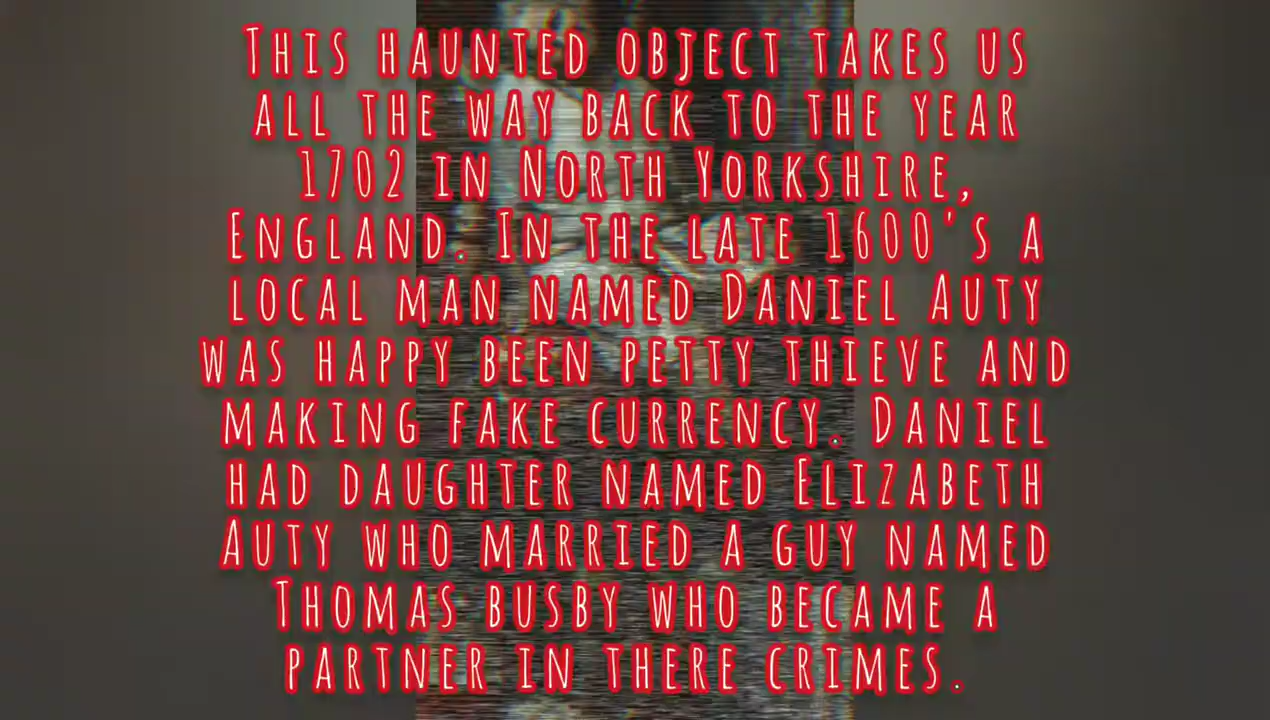 This haunted object takes us
all the way back to the year
1702 in North Yorkshire,
England. In the late 1600's a
local man named Daniel Auty
was happy been petty thieve and
making fake currency. Daniel
had daughter named Elizabeth
Auty who married a guy named
Thomas Busby who became a
partner in there crimes.